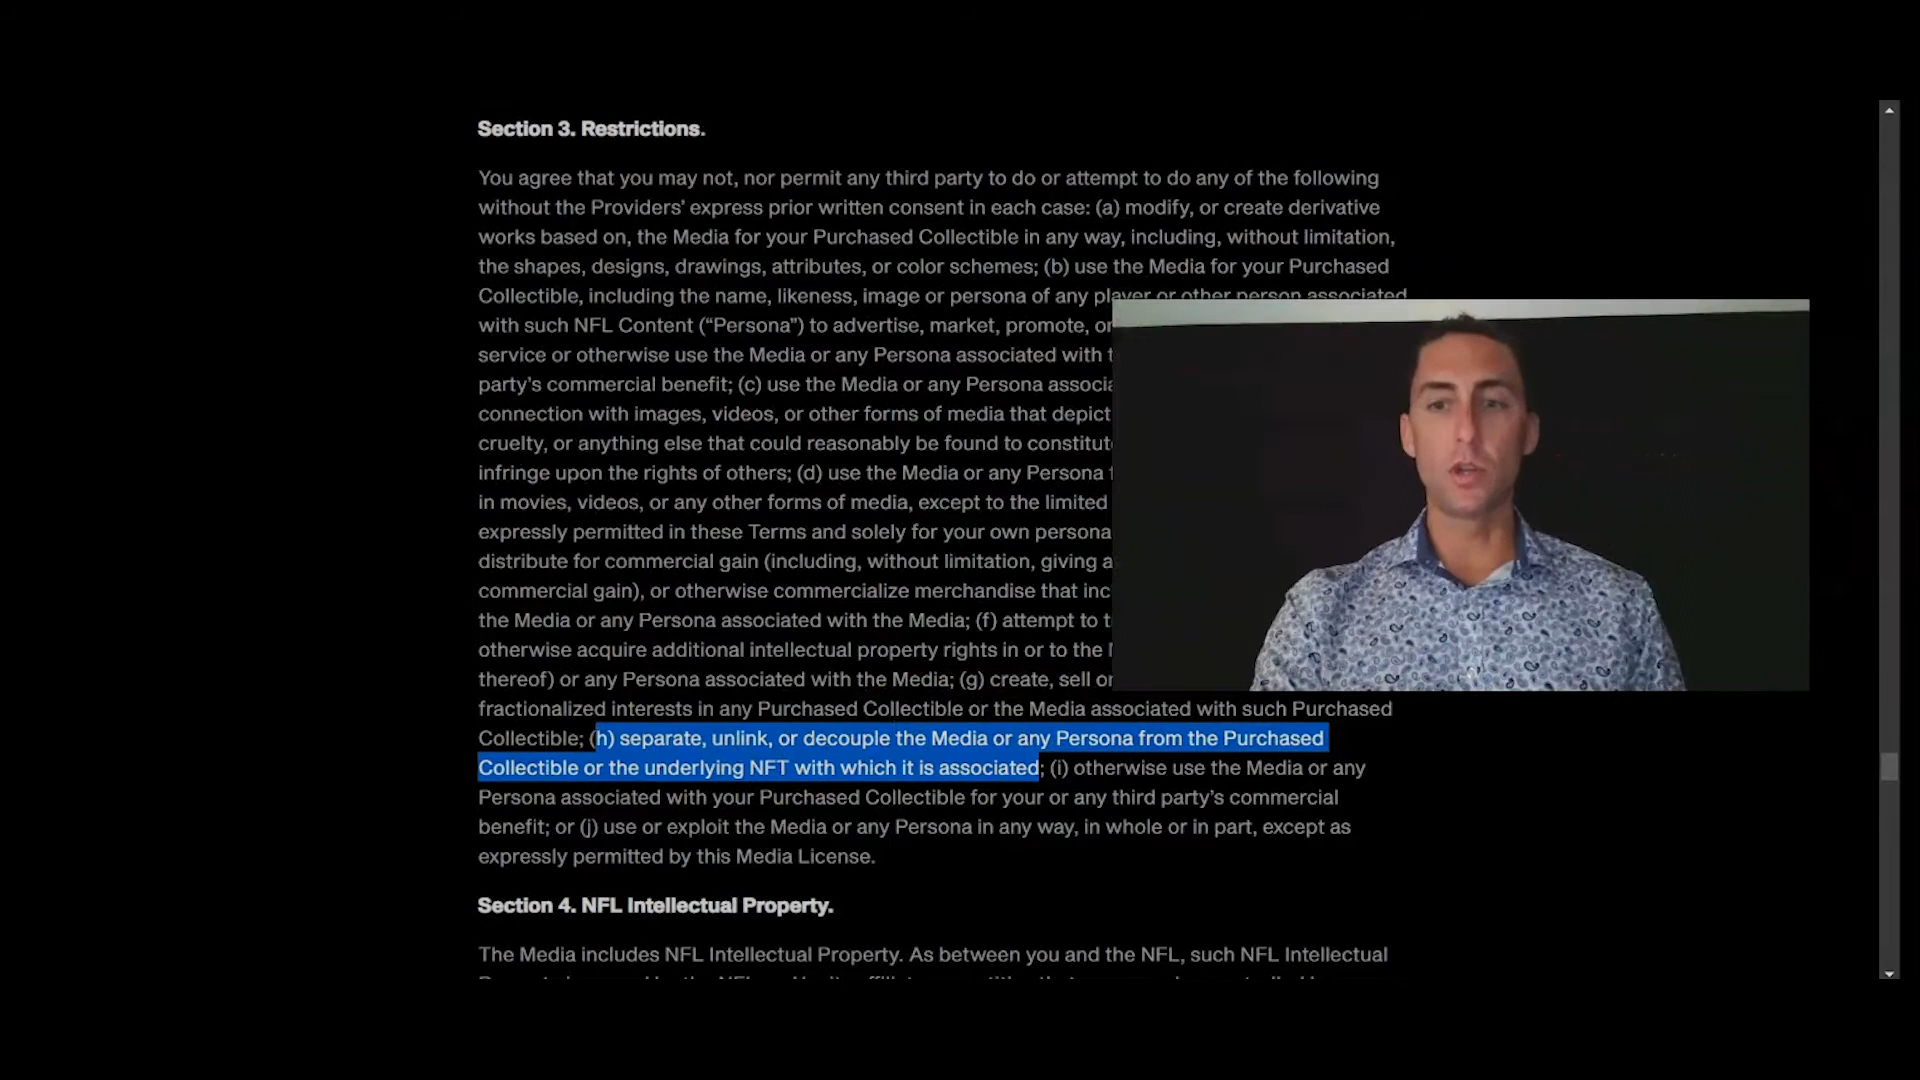 Section 3. Restrictions.
You agree that you may not, nor permit any third party to do or attempt to do any of the following
without the Providers' express prior written consent in each case: (a) modify, or create derivative
works based on, the Media for your Purchased Collectible in any way, including, without limitation,
the shapes, designs, drawings, attributes, or color schemes; (b) use the Media for your Purchased
Collectible, including the name, likeness, image or persona of any player or other person associated
with such NFL Content (“Persona”) to advertise, market, promote, or
service or otherwise use the Media or any Persona associated with
party’s commercial benefit; (c) use the Media or any Persona
connection with images, videos, or other forms of media that depict
cruelty, or anything else that could reasonably be found to
infringe upon the rights of others; (d) use the Media or any Persona
in movies, videos, or any other forms of media, except to the limited
expressly permitted in these Terms and solely for your own
distribute for commercial gain (including, without limitation, giving
commercial gain), or otherwise commercialize merchandise that
the Media or any Persona associated with the Media; (f) attempt to
otherwise acquire additional intellectual property rights in or to the
thereof) or any Persona associated with the Media; (g) create, sell or
fractionalized interests in any Purchased Collectible or the Media associated with such Purchased
Collectible; (h) separate, unlink, or decouple the Media or any Persona from the Purchased
Collectible or the underlying NFT with which it is associated; (i) otherwise use the Media or any
Persona associated with your Purchased Collectible for your or any third party’s commercial
benefit; or (j) use or exploit the Media or any Persona in any way, in whole or in part, except as
expressly permitted by this Media License.
Section 4. NFL Intellectual Property.
The Media includes NFL Intellectual Property. As between you and the NFL, such NFL Intellectual